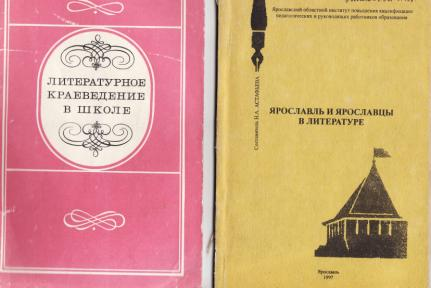 ЛИТЕРАТУРНОЕ
КРАЕВЕДЕНИЕ
В ШКОЛЕ
Ярославский областной институт повышения квалификации
педагогических и руководящих работников образования
Составитель Н.А. АСТАФЬЕВА
ЯРОСЛАВЛЬ И ЯРОСЛАВЦЫ
В ЛИТЕРАТУРЕ
Ярославль
1997